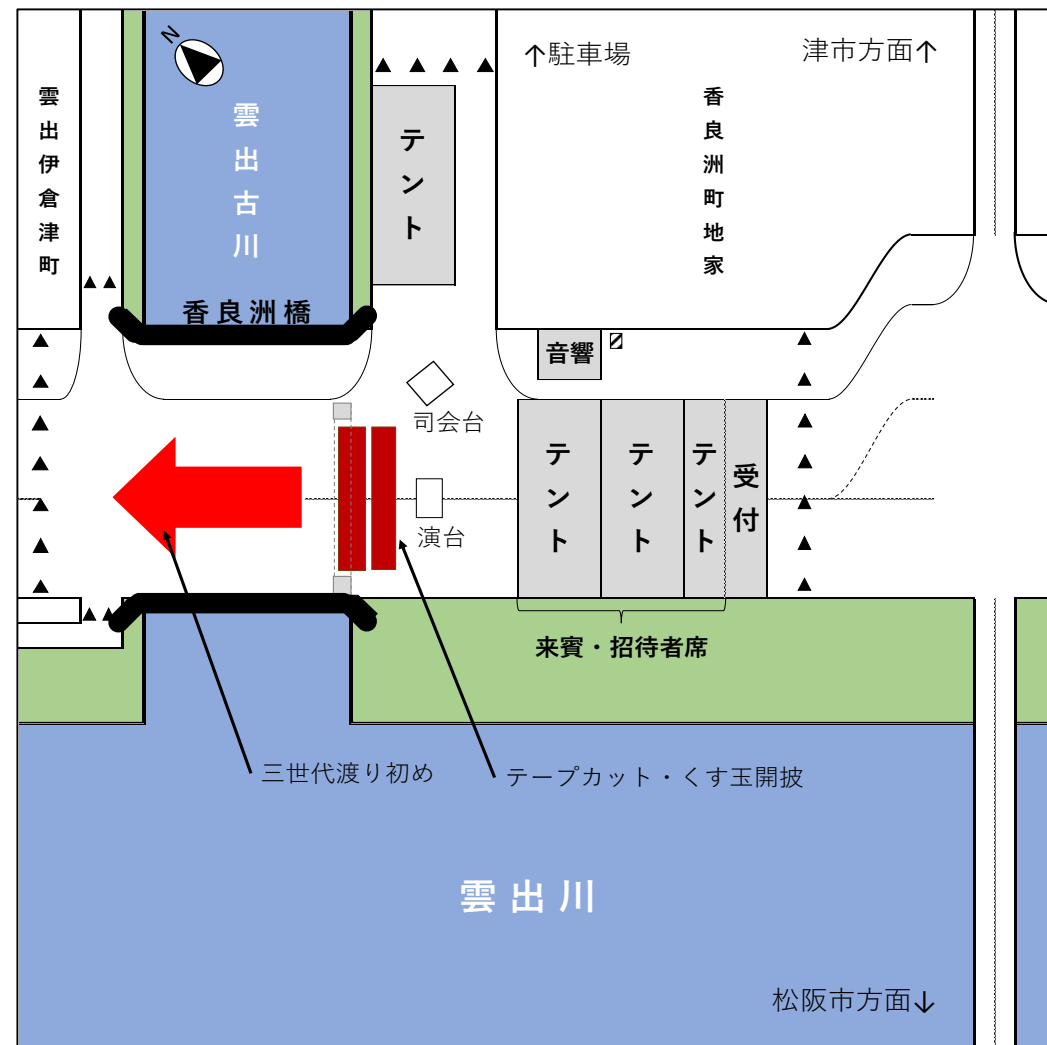 N
↑駐車場
津市方面↑
雲出伊倉津町
雲出古川
テント
香良洲町地家
香良洲橋
音響
司会台
演台
テント
テント
テント
受付
来賓・招待者席
三世代渡り初め
テープカット・くす玉開披
雲出川
松阪市方面↓